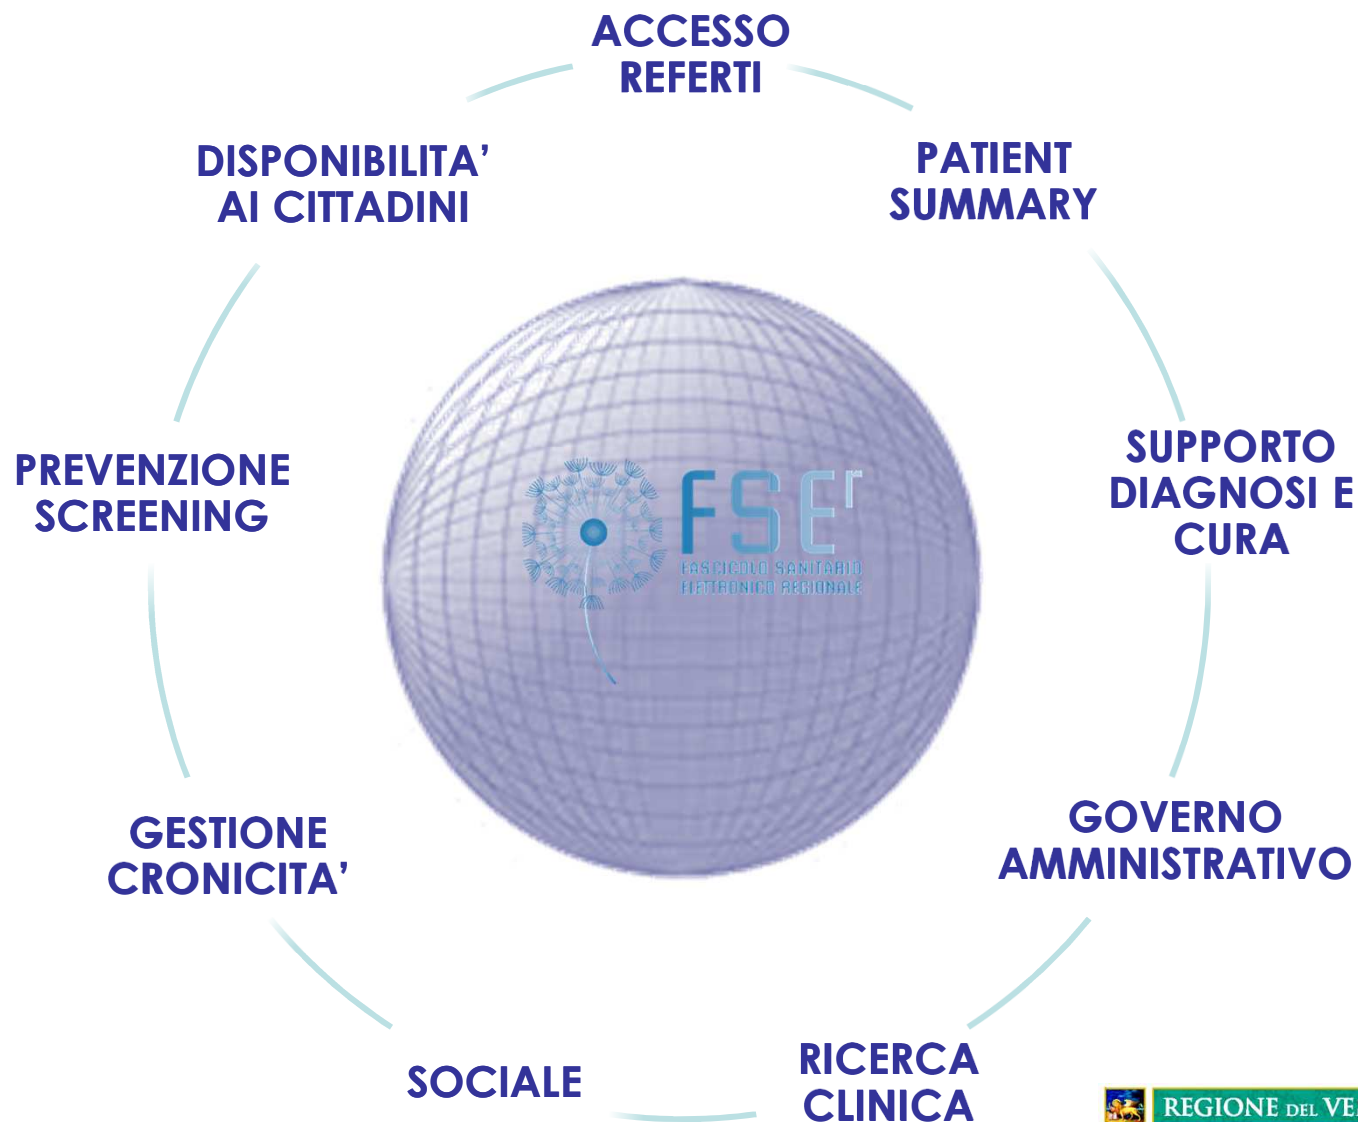 ACCESSO
REFERTI
DISPONIBILITA’
AI CITTADINI
PATIENT
SUMMARY
PREVENZIONE
SCREENING
SUPPORTO
DIAGNOSI E
CURA
FSEr
FASCICOLO SANITARIO
ELETTRONICO REGIONALE
GESTIONE
CRONICITA’
GOVERNO
AMMINISTRATIVO
SOCIALE
RICERCA
CLINICA
REGIONE DEL